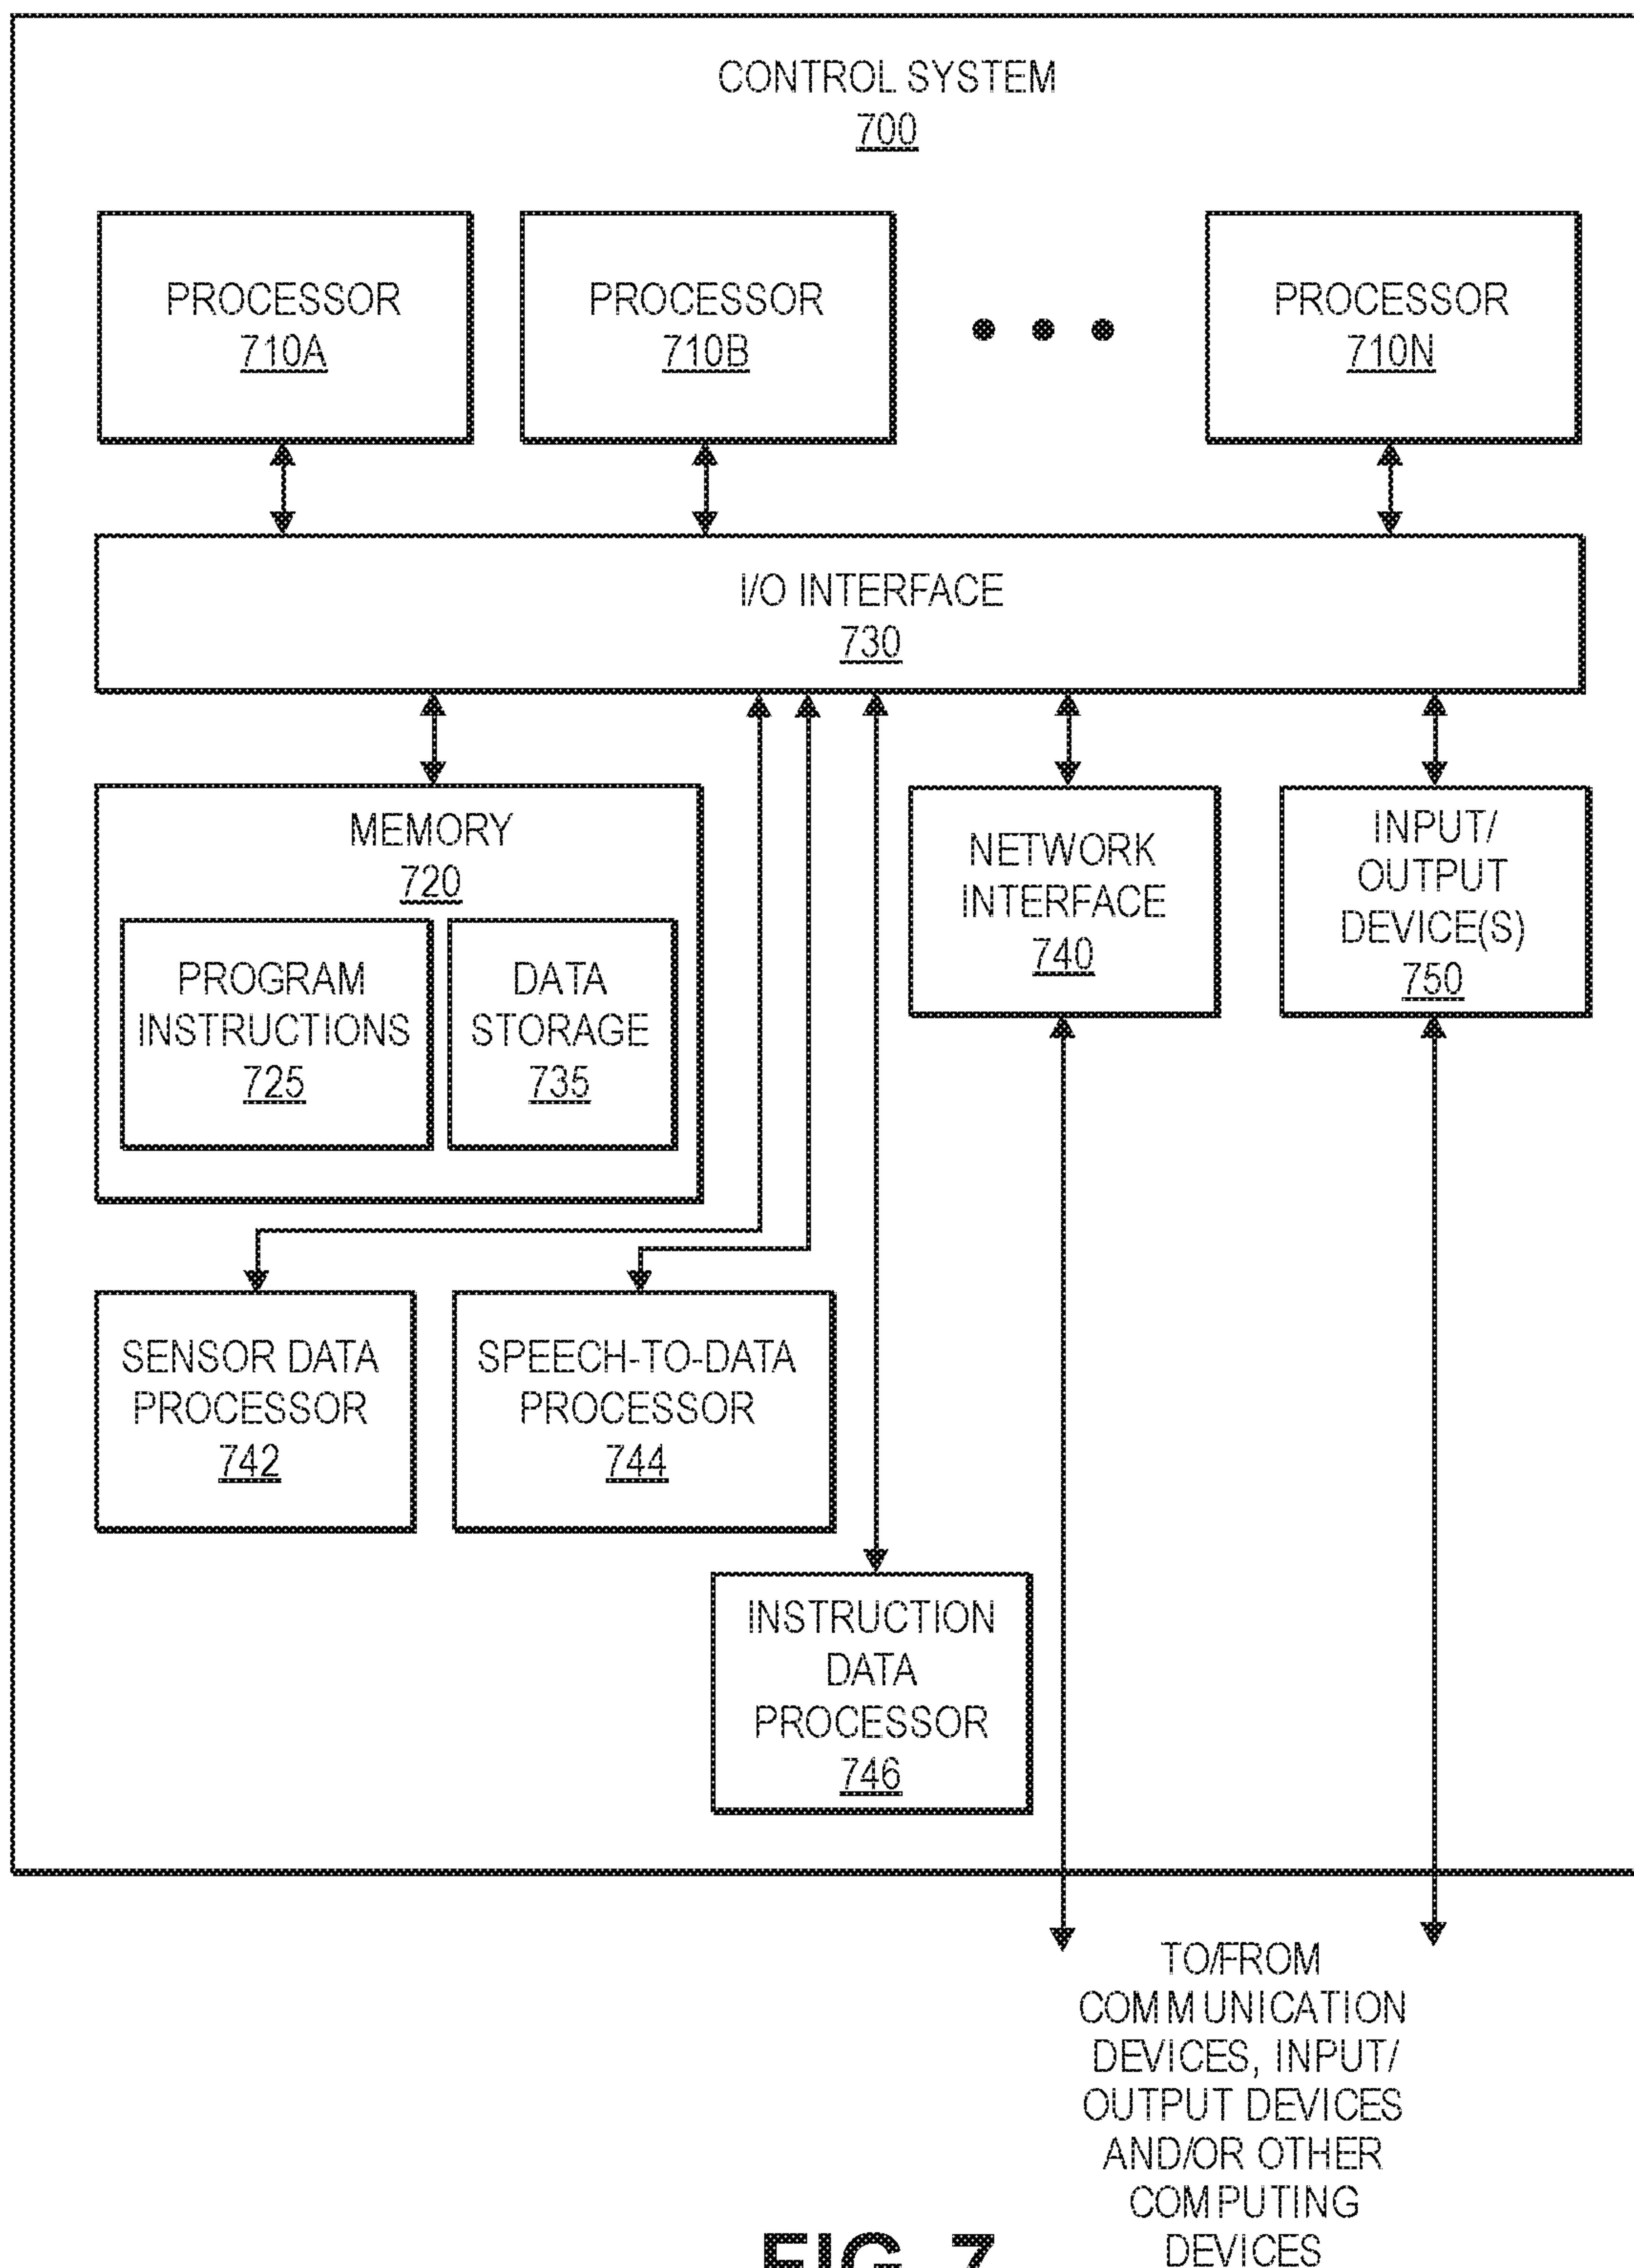 CONTROL SYSTEM
700
PROCESSOR
710A
PROCESSOR
710B
PROCESSOR
710N
I/O INTERFACE
730
MEMORY
720
PROGRAM
INSTRUCTIONS
725
DATA
STORAGE
735
NETWORK
INTERFACE
740
INPUT/
OUTPUT
DEVICE(S)
750
SENSOR DATA
PROCESSOR
742
SPEECH-TO-DATA
PROCESSOR
744
INSTRUCTION
DATA
PROCESSOR
746
TO/FROM
COMMUNICATION
DEVICES, INPUT/
OUTPUT DEVICES
AND/OR OTHER
COMPUTING
DEVICES
FIG. 7